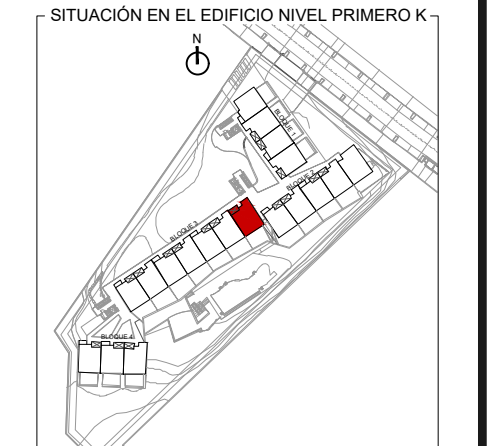 SITUACIÓN EN EL EDIFICIO NIVEL PRIMERO K
N
BLOQUE 1
BLOQUE 2
BLOQUE 3
BLOQUE 4